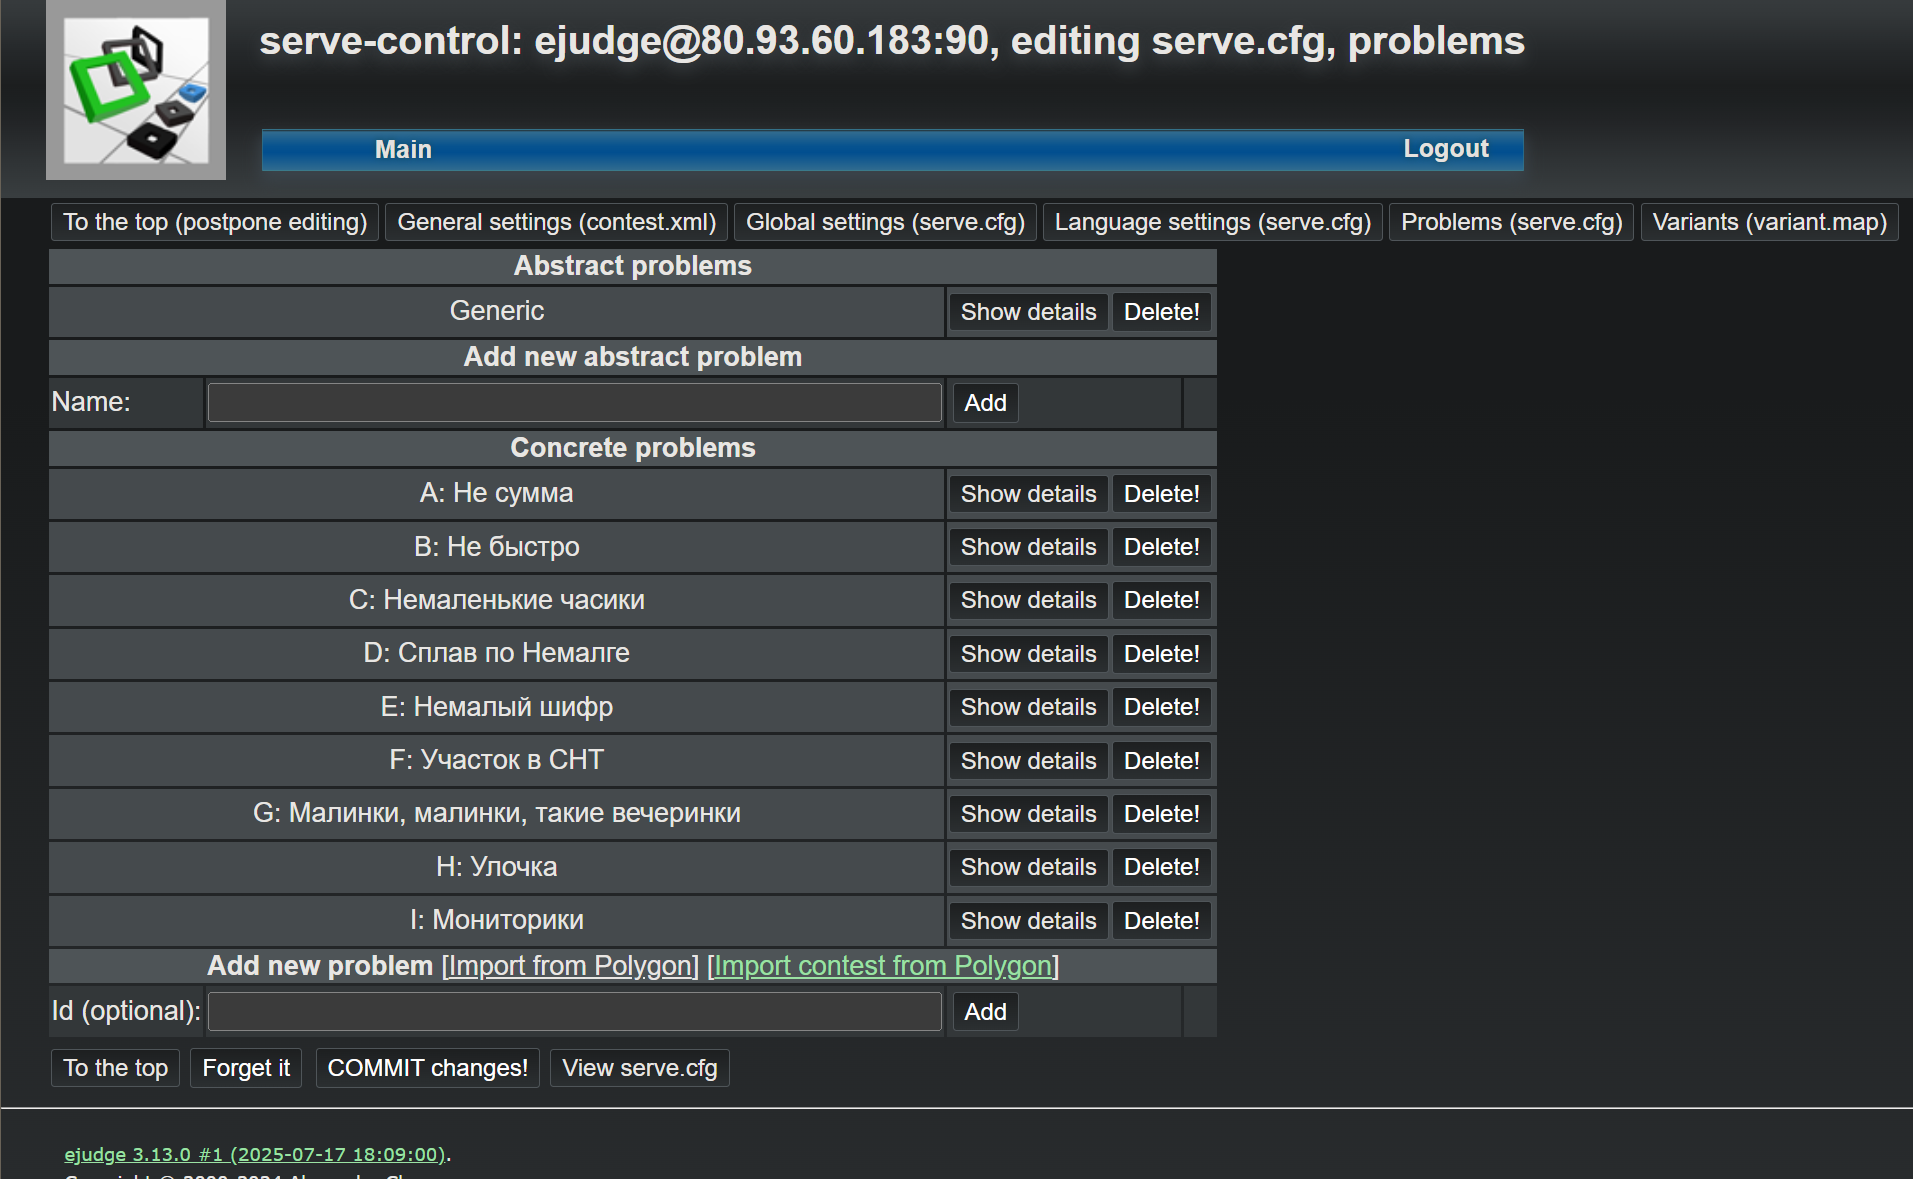 serve-control: ejudge@80.93.60.183:90, editing serve.cfg, problems
Main Logout
To the top (postpone editing) General settings (contest.xml) Global settings (serve.cfg) Language settings (serve.cfg) Problems (serve.cfg) Variants (variant.map)
Abstract problems
Generic Show details Delete!
Add new abstract problem
Name: Add
Concrete problems
A: Не сумма Show details Delete!
B: Не быстро Show details Delete!
C: Немаленькие часики Show details Delete!
D: Сплав по Немалге Show details Delete!
E: Немалый шифр Show details Delete!
F: Участок в СНТ Show details Delete!
G: Малинки, малинки, такие вечеринки Show details Delete!
H: Улочка Show details Delete!
I: Мониторики Show details Delete!
Add new problem [Import from Polygon] [Import contest from Polygon]
Id (optional): Add
To the top Forget it COMMIT changes! View serve.cfg
ejudge 3.13.0 #1 (2025-07-17 18:09:00).